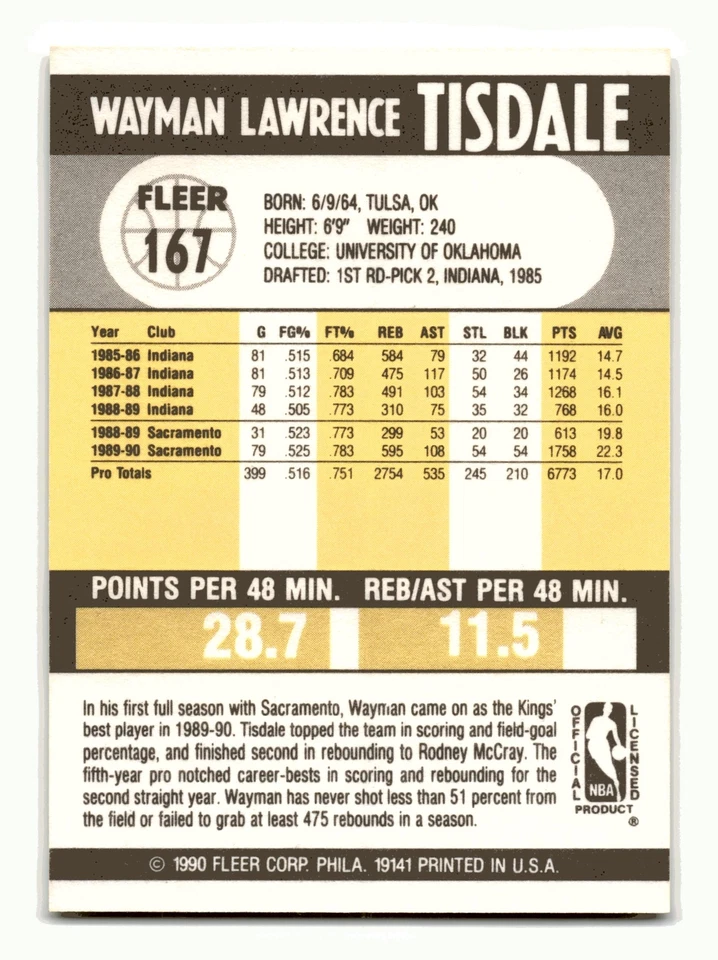 WAYMAN LAWRENCE TISDALE
FLEER
167
BORN: 6/9/64, TULSA, OK
HEIGHT: 6'9" WEIGHT: 240
COLLEGE: UNIVERSITY OF OKLAHOMA
DRAFTED: 1ST RD-PICK 2, INDIANA, 1985
Year Club G FG% FT% REB AST STL BLK PTS AVG
1985-86 Indiana 81 .515 .684 584 79 32 44 1192 14.7
1986-87 Indiana 81 .513 .709 475 117 50 26 1174 14.5
1987-88 Indiana 79 .512 .783 491 103 54 34 1268 16.1
1988-89 Indiana 48 .505 .773 310 75 35 32 768 16.0
1988-89 Sacramento 31 .523 .773 299 53 20 20 613 19.8
1989-90 Sacramento 79 .525 .783 595 108 54 54 1758 22.3
Pro Totals 399 .516 .751 2754 535 245 210 6773 17.0
POINTS PER 48 MIN. REB/AST PER 48 MIN.
28.7 11.5
In his first full season with Sacramento, Wayman came on as the Kings'
best player in 1989-90. Tisdale topped the team in scoring and field-goal
percentage, and finished second in rebounding to Rodney McCray. The
fifth-year pro notched career-bests in scoring and rebounding for the
second straight year. Wayman has never shot less than 51 percent from
the field or failed to grab at least 475 rebounds in a season.
OFFICIAL
LICENSED
NBA
PRODUCT
®
© 1990 FLEER CORP. PHILA. 19141 PRINTED IN U.S.A.